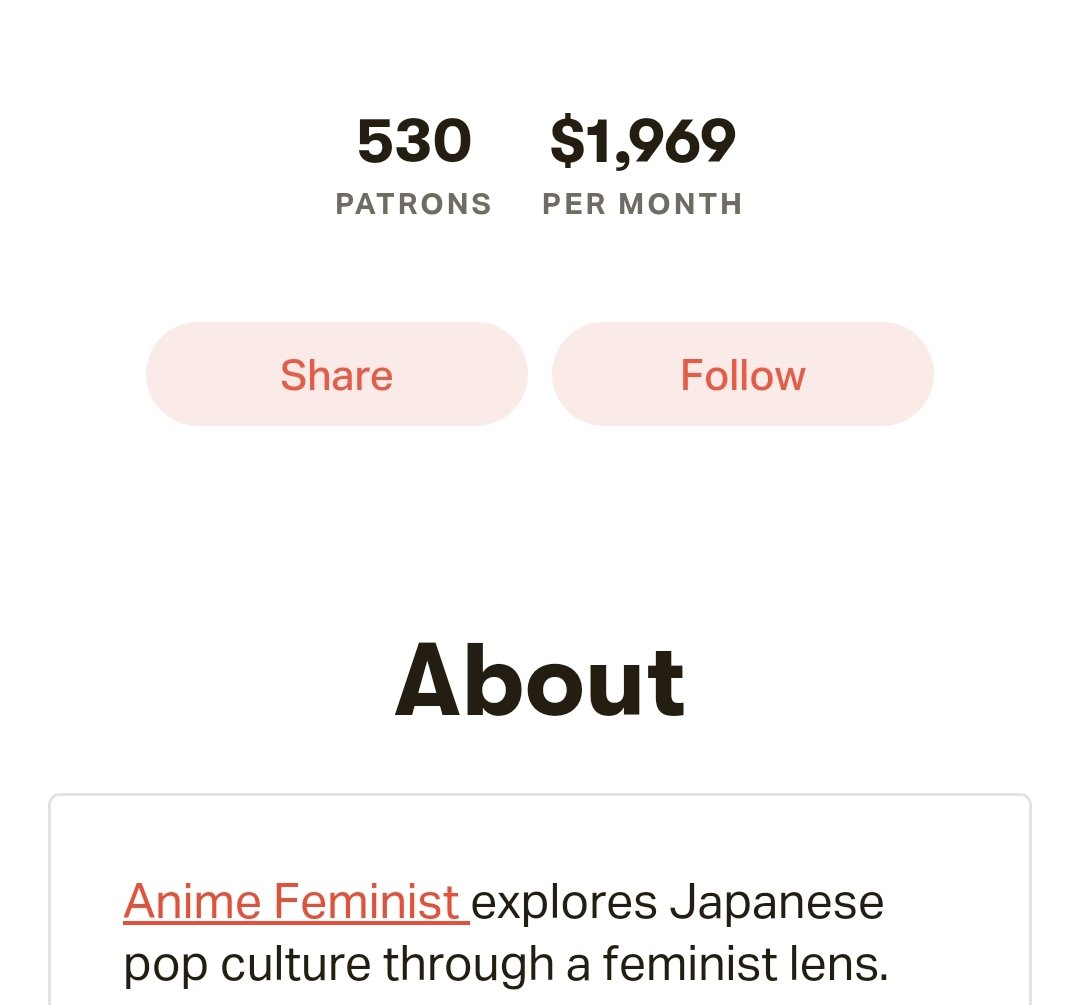 530 $1,969
PATRONS PER MONTH
Share Follow
About
Anime Feminist explores Japanese
pop culture through a feminist lens.